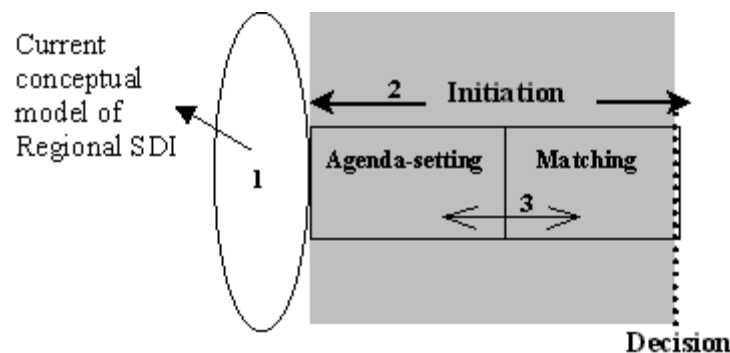 Current
conceptual
model of
Regional SDI
1
2 Initiation
Agenda-setting Matching
3
Decision